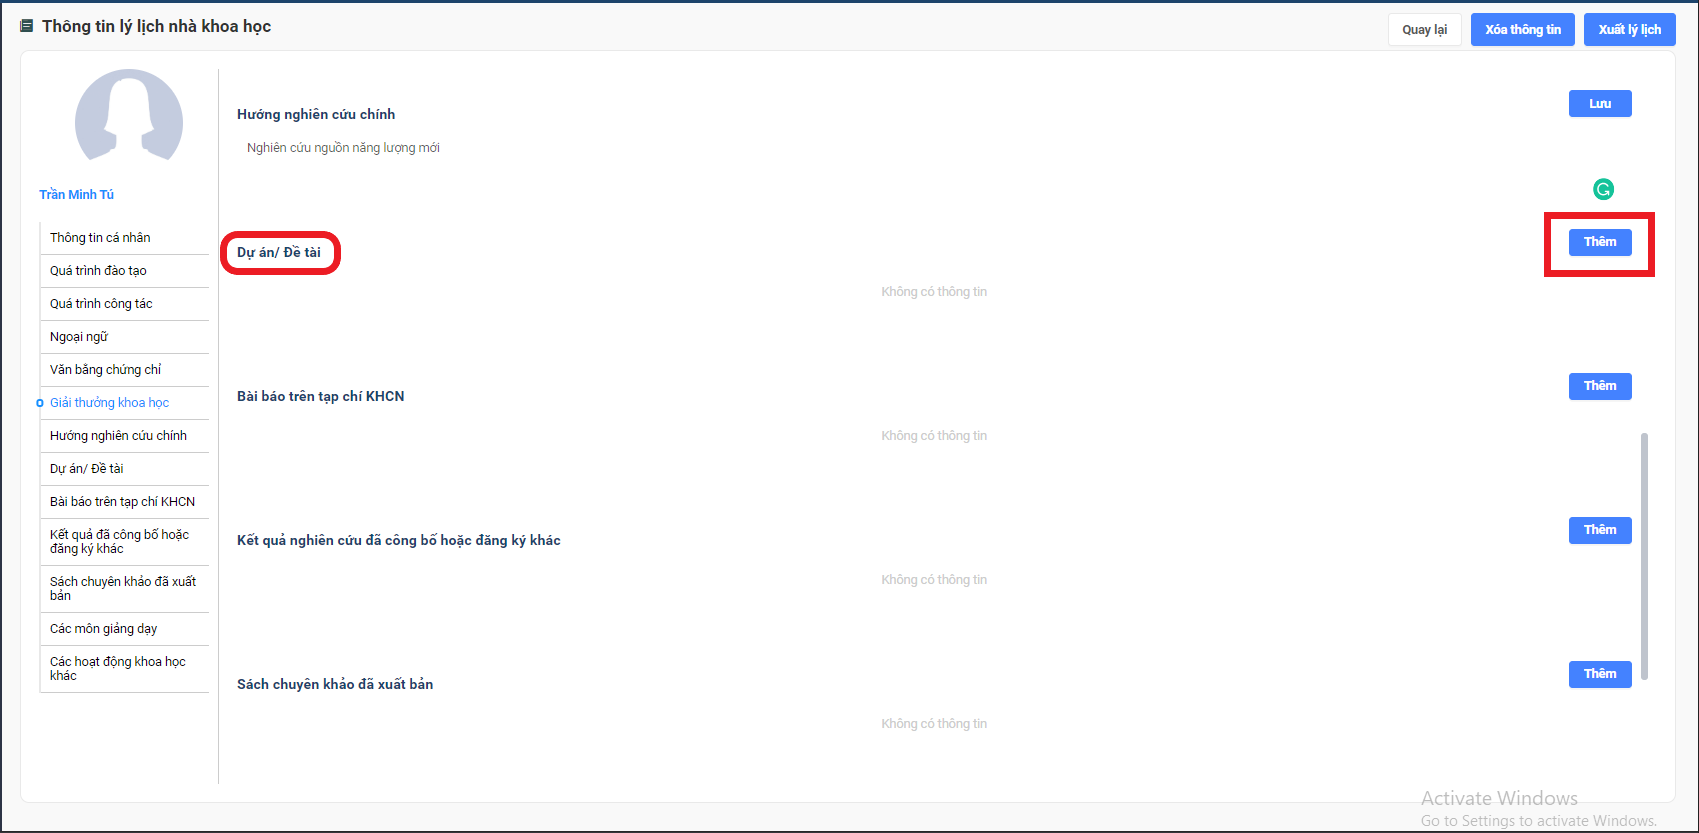 Thông tin lý lịch nhà khoa học
Quay lại
Xóa thông tin
Xuất lý lịch
Trần Minh Tú
Thông tin cá nhân
Quá trình đào tạo
Quá trình công tác
Ngoại ngữ
Văn bằng chứng chỉ
Giải thưởng khoa học
Hướng nghiên cứu chính
Dự án/ Đề tài
Bài báo trên tạp chí KHCN
Kết quả đã công bố hoặc
đăng ký khác
Sách chuyên khảo đã xuất
bản
Các môn giảng dạy
Các hoạt động khoa học
khác
Hướng nghiên cứu chính
Lưu
Nghiên cứu nguồn năng lượng mới
Dự án/ Đề tài
Thêm
Không có thông tin
Bài báo trên tạp chí KHCN
Thêm
Không có thông tin
Kết quả nghiên cứu đã công bố hoặc đăng ký khác
Thêm
Không có thông tin
Sách chuyên khảo đã xuất bản
Thêm
Không có thông tin
Activate Windows
Go to Settings to activate Windows.